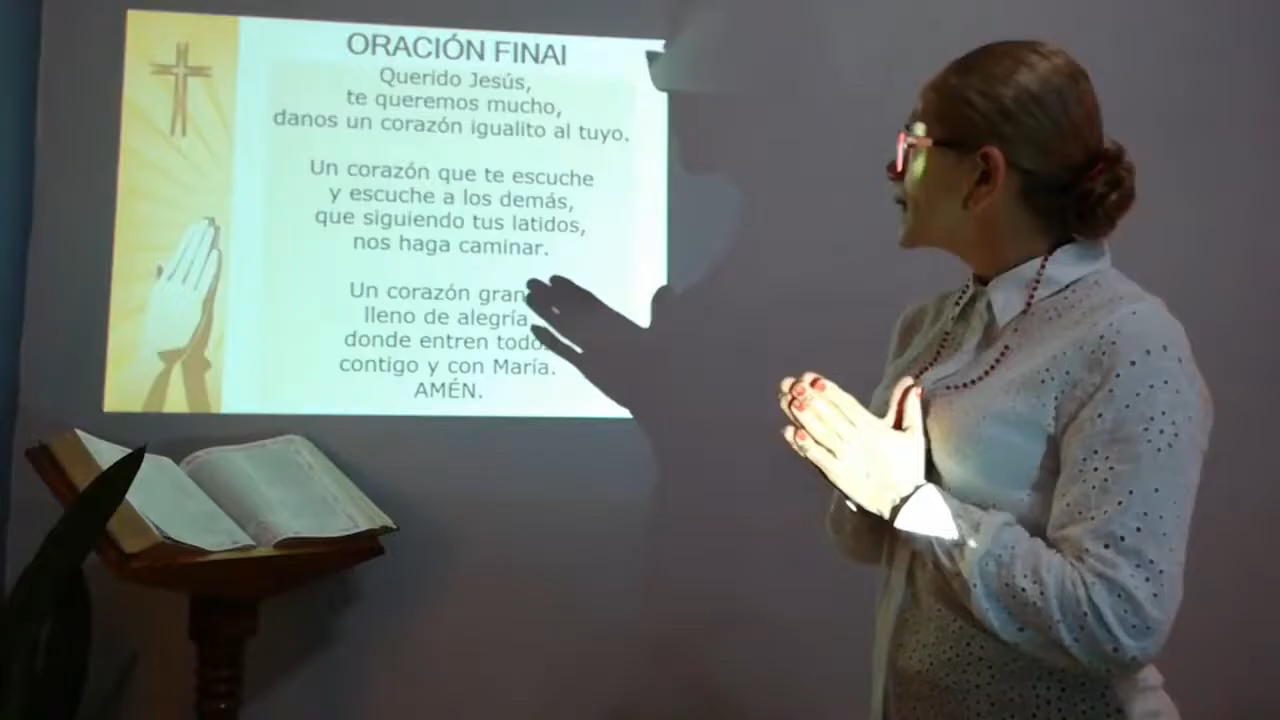 ORACIÓN FINAl
Querido Jesús,
te queremos mucho,
danos un corazón igualito al tuyo.
Un corazón que te escuche
y escuche a los demás,
que siguiendo tus latidos,
nos haga caminar.
Un corazón gran
lleno de alegría
donde entren todo
contigo y con María.
AMÉN.